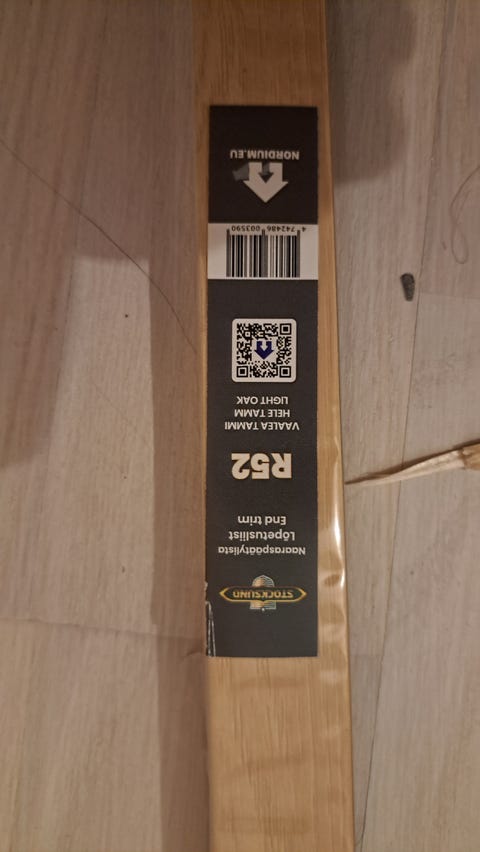 STOCKSUND
Naaraspäätylista
Lõpetusliist
End trim
R52
VAALEA TAMMI
HELE TAMM
LIGHT OAK
4 742486 003590
NORDIUM.EU